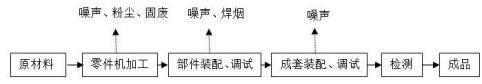 噪声、粉尘、固废
噪声、焊烟
噪声
原材料
零件机加工
部件装配、调试
成套装配、调试
检测
成品